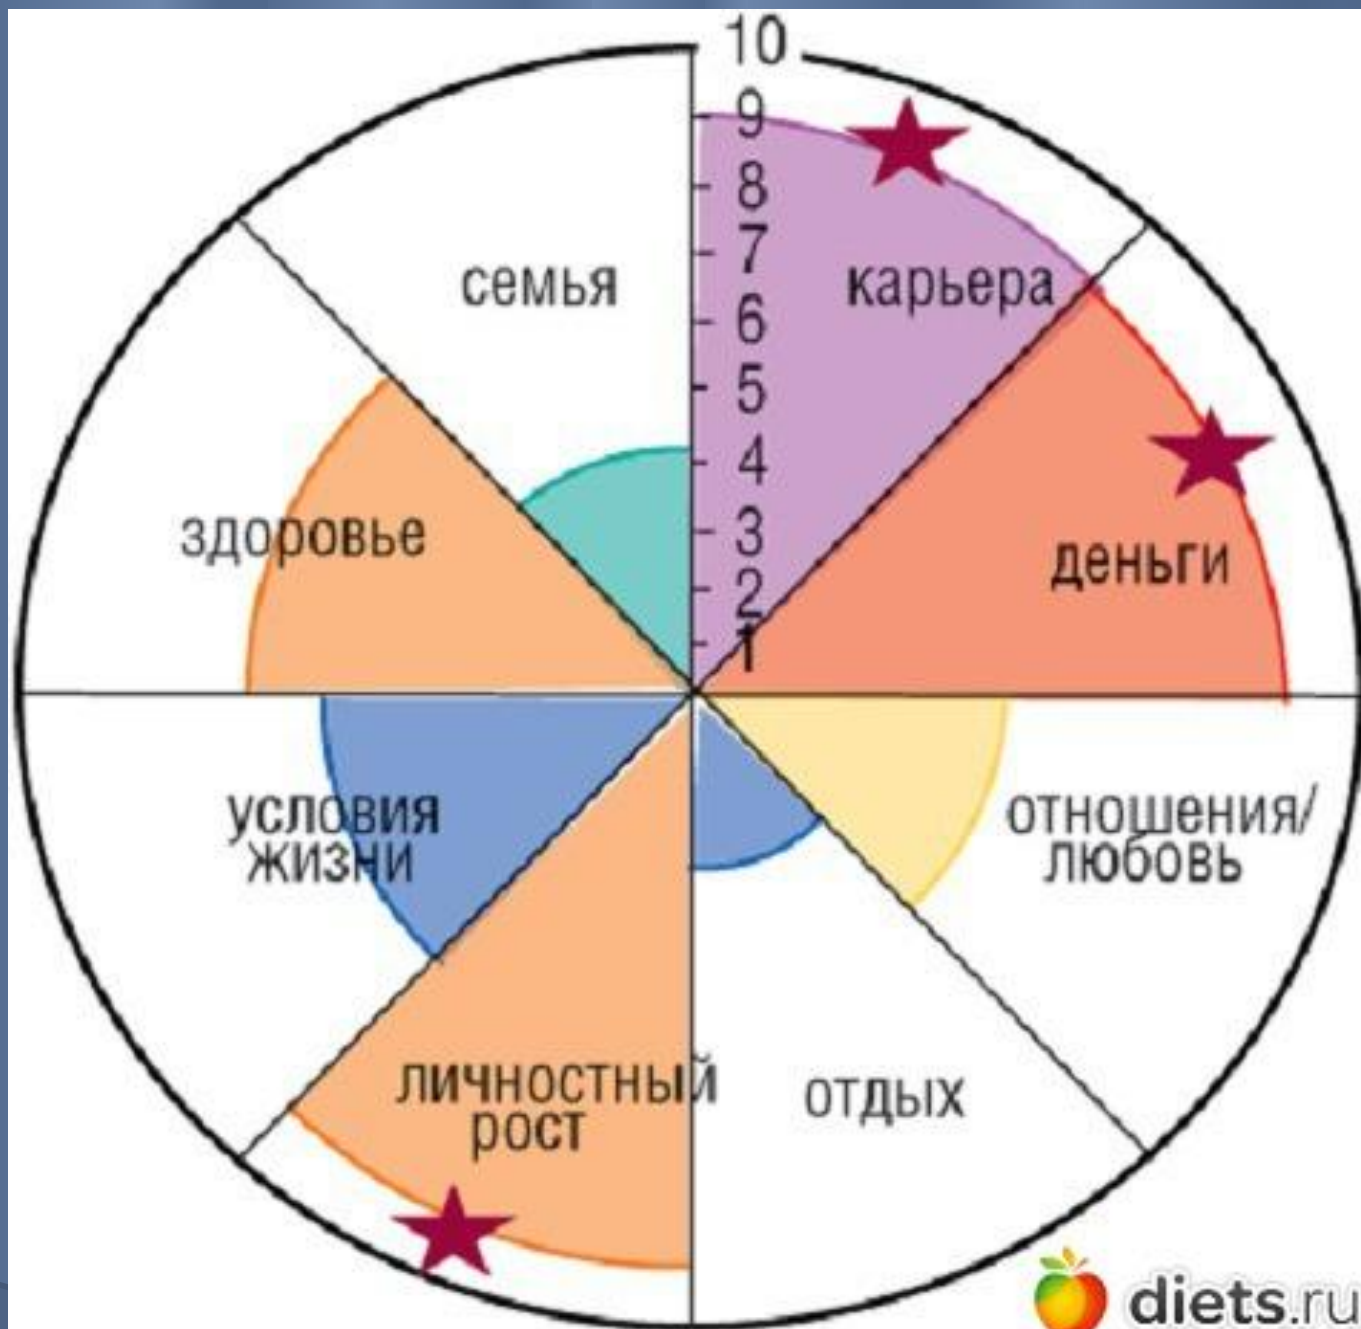 10
9
8
7
6
5
4
3
2
1
семья
карьера
здоровье
деньги
условия
жизни
отношения/
любовь
личностный
рост
отдых
diets.ru